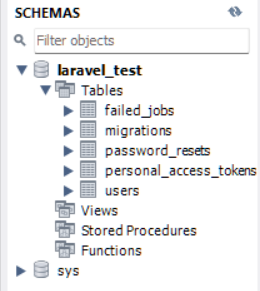 SCHEMAS
Filter objects
laravel_test
Tables
failed_jobs
migrations
password_resets
personal_access_tokens
users
Views
Stored Procedures
Functions
sys